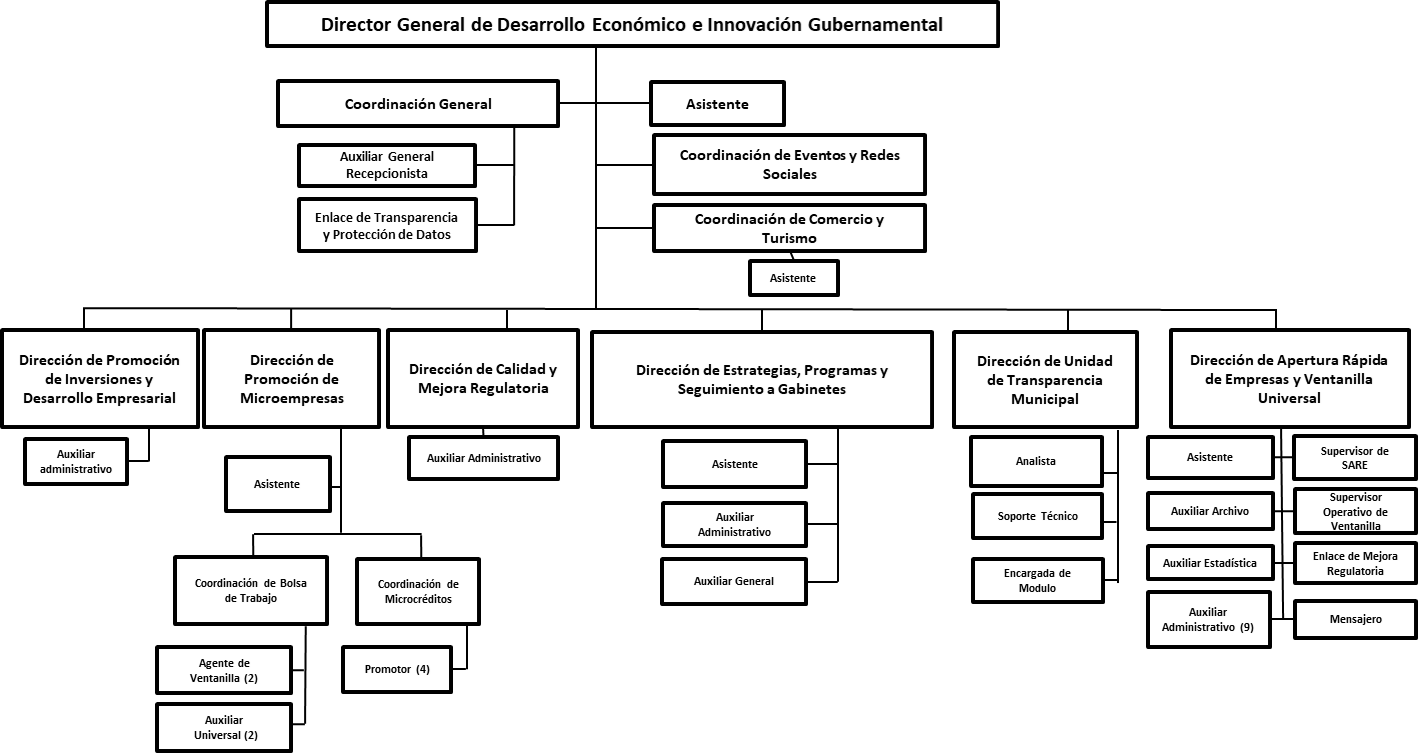 Director General de Desarrollo Económico e Innovación Gubernamental
Coordinación General
Asistente
Auxiliar General
Recepcionista
Enlace de Transparencia
y Protección de Datos
Coordinación de Eventos y Redes
Sociales
Coordinación de Comercio y
Turismo
Asistente
Dirección de Promoción
de Inversiones y
Desarrollo Empresarial
Auxiliar
administrativo
Dirección de
Promoción de
Microempresas
Asistente
Coordinación de Bolsa
de Trabajo
Agente de
Ventanilla (2)
Auxiliar
Universal (2)
Coordinación de
Microcréditos
Promotor (4)
Dirección de Calidad y
Mejora Regulatoria
Auxiliar Administrativo
Dirección de Estrategias, Programas y
Seguimiento a Gabinetes
Asistente
Auxiliar
Administrativo
Auxiliar General
Dirección de Unidad
de Transparencia
Municipal
Analista
Soporte Técnico
Encargada de
Modulo
Dirección de Apertura Rápida
de Empresas y Ventanilla
Universal
Asistente
Auxiliar Archivo
Auxiliar Estadística
Auxiliar
Administrativo (9)
Supervisor de
SARE
Supervisor
Operativo de
Ventanilla
Enlace de Mejora
Regulatoria
Mensajero